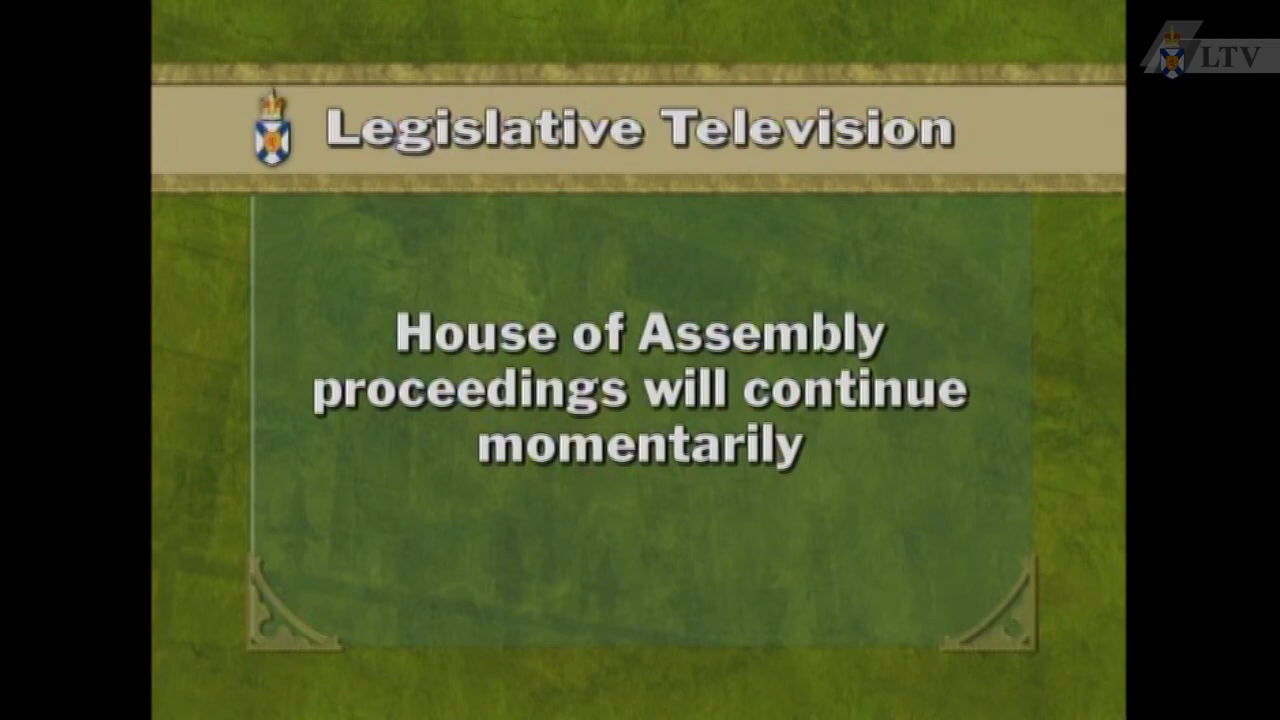 LTV
Legislative Television
House of Assembly
proceedings will continue
momentarily